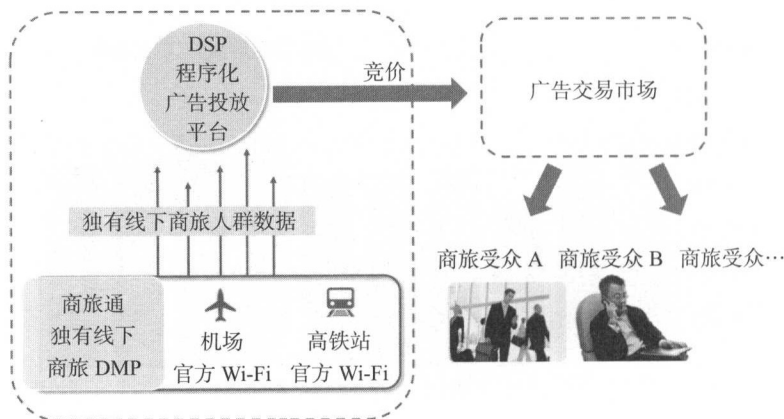 DSP
程序化
广告投放
平台
竞价
广告交易市场
独有线下商旅人群数据
商旅受众 A
商旅受众 B
商旅受众…
商旅通
独有线下
商旅 DMP
机场
官方 Wi-Fi
高铁站
官方 Wi-Fi